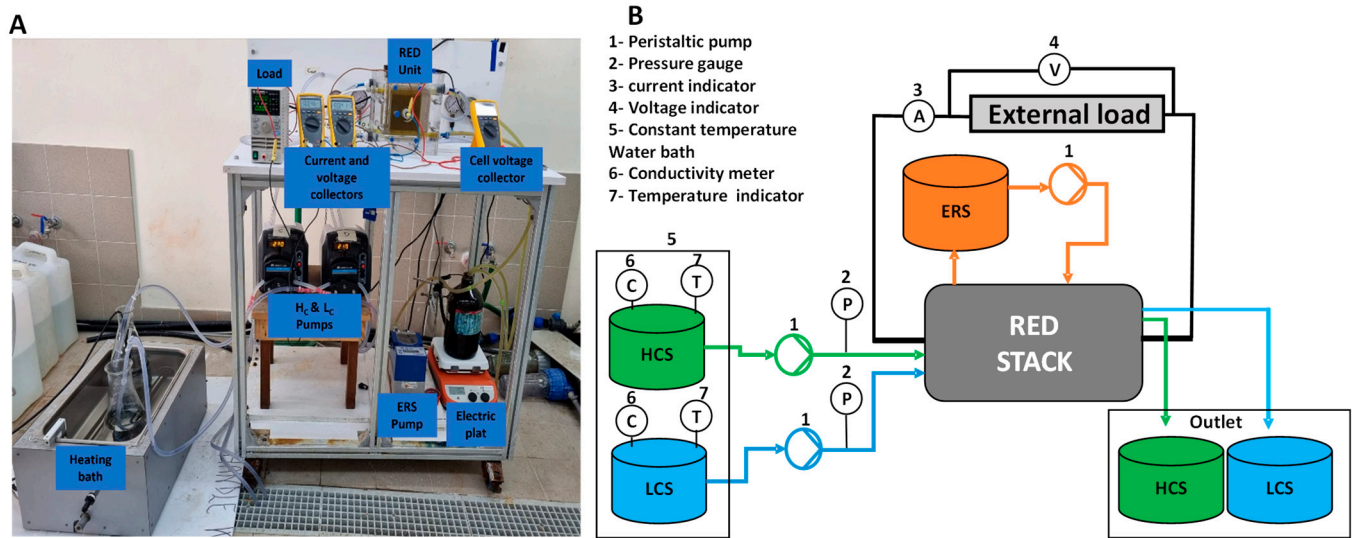 A
Load
RED
Unit
Current and
voltage
collectors
Cell voltage
collector
HC & LC
Pumps
ERS
Pump
Electric
plat
Heating
bath
B
1- Peristaltic pump
2- Pressure gauge
3- current indicator
4- Voltage indicator
5- Constant temperature
Water bath
6- Conductivity meter
7- Temperature indicator
4
V
3
A
External load
1
ERS
5
6
7
C
T
HCS
1
2
P
RED
STACK
6
7
C
T
LCS
1
2
P
Outlet
HCS
LCS